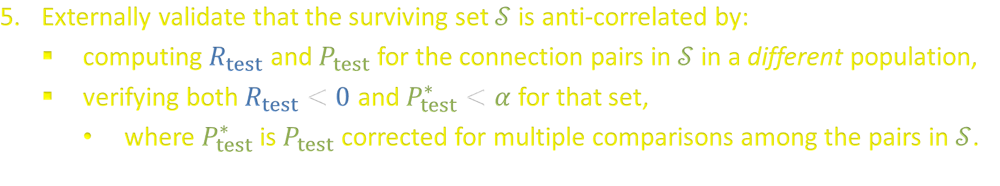 5. Externally validate that the surviving set 𝒮 is anti-correlated by:
▪ computing R_test and P_test for the connection pairs in 𝒮 in a different population,
▪ verifying both R_test < 0 and P*_test < α for that set,
• where P*_test is P_test corrected for multiple comparisons among the pairs in 𝒮.